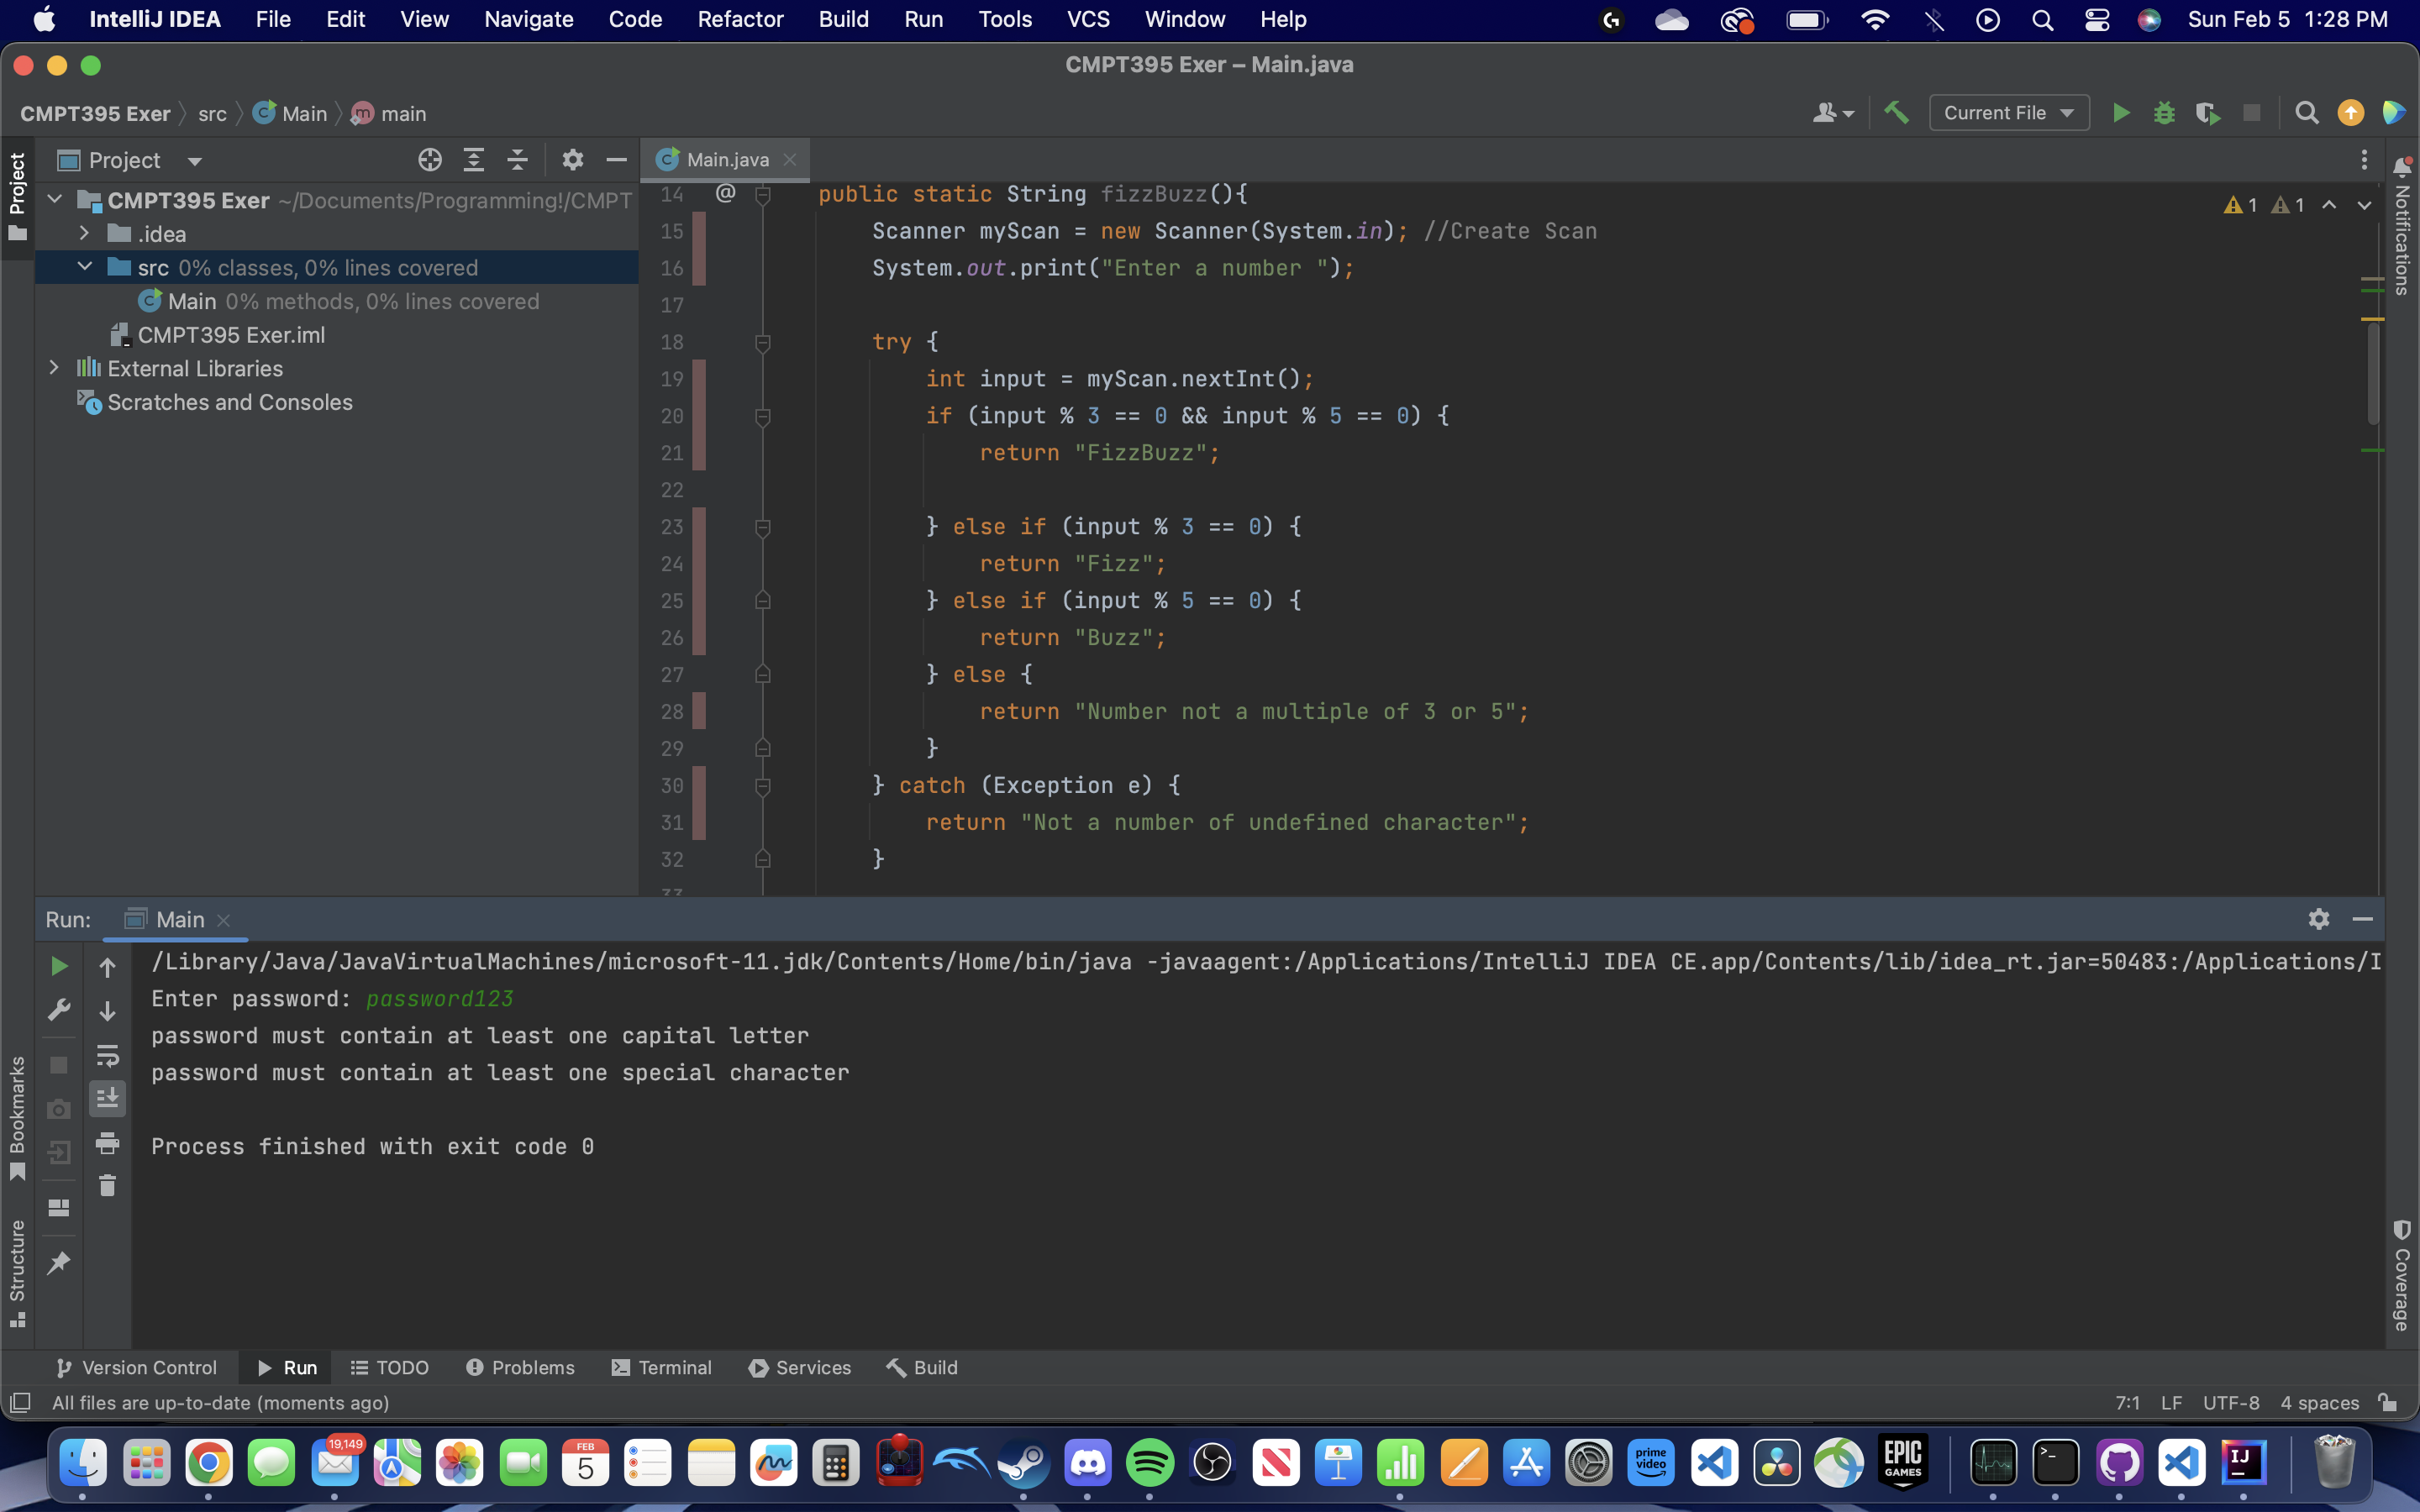 IntelliJ IDEA File Edit View Navigate Code Refactor Build Run Tools VCS Window Help Sun Feb 5 1:28 PM
CMPT395 Exer – Main.java
CMPT395 Exer src Main main
Current File
Project
Project
Main.java
Notifications
CMPT395 Exer ~/Documents/Programming!/CMPT
.idea
src 0% classes, 0% lines covered
Main 0% methods, 0% lines covered
CMPT395 Exer.iml
External Libraries
Scratches and Consoles
1 1
14 @ public static String fizzBuzz(){
15 Scanner myScan = new Scanner(System.in); //Create Scan
16 System.out.print("Enter a number ");
17
18 try {
19 int input = myScan.nextInt();
20 if (input % 3 == 0 && input % 5 == 0) {
21 return "FizzBuzz";
22
23 } else if (input % 3 == 0) {
24 return "Fizz";
25 } else if (input % 5 == 0) {
26 return "Buzz";
27 } else {
28 return "Number not a multiple of 3 or 5";
29 }
30 } catch (Exception e) {
31 return "Not a number of undefined character";
32 }
33
Run: Main
/Library/Java/JavaVirtualMachines/microsoft-11.jdk/Contents/Home/bin/java -javaagent:/Applications/IntelliJ IDEA CE.app/Contents/lib/idea_rt.jar=50483:/Applications/I
Enter password: password123
password must contain at least one capital letter
password must contain at least one special character
Process finished with exit code 0
Bookmarks
Structure
Coverage
Version Control Run TODO Problems Terminal Services Build
All files are up-to-date (moments ago) 7:1 LF UTF-8 4 spaces
19,149
FEB
5
prime video
EPIC GAMES
IJ